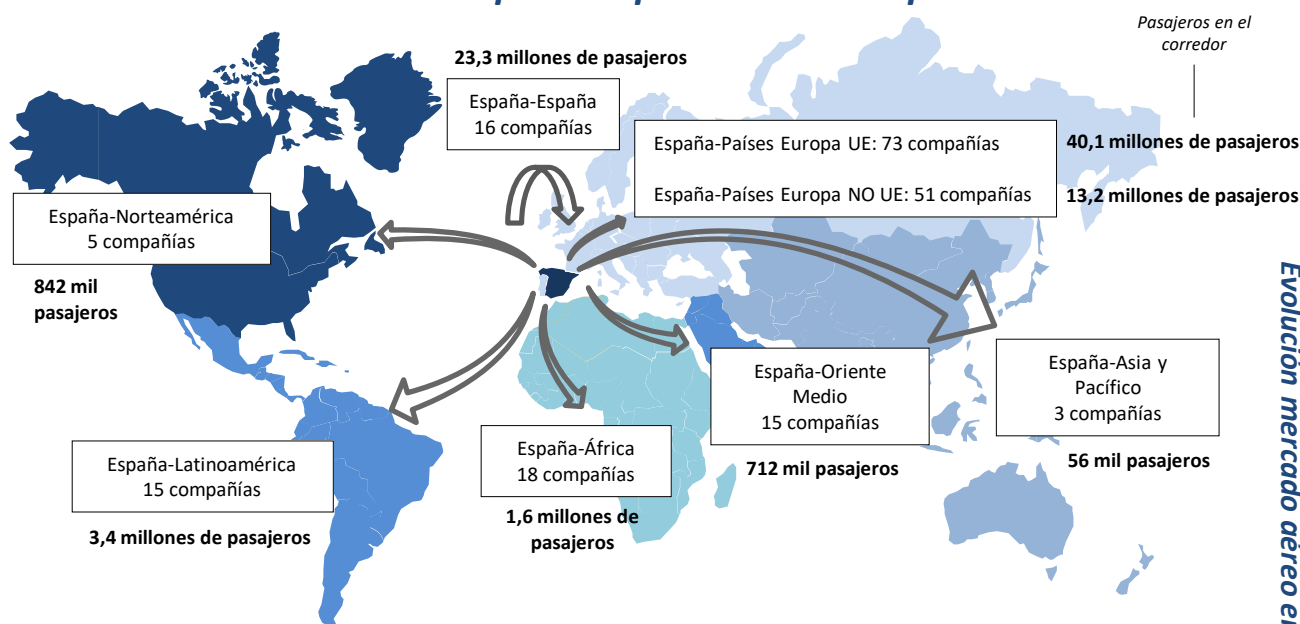 Pasajeros en el
corredor
23,3 millones de pasajeros
España-España
16 compañías
España-Países Europa UE: 73 compañías
40,1 millones de pasajeros
España-Países Europa NO UE: 51 compañías
13,2 millones de pasajeros
España-Norteamérica
5 compañías
842 mil
pasajeros
España-Oriente
Medio
15 compañías
712 mil pasajeros
España-Asia y
Pacífico
3 compañías
56 mil pasajeros
España-África
18 compañías
1,6 millones de
pasajeros
España-Latinoamérica
15 compañías
3,4 millones de pasajeros
Evolución mercado aéreo en